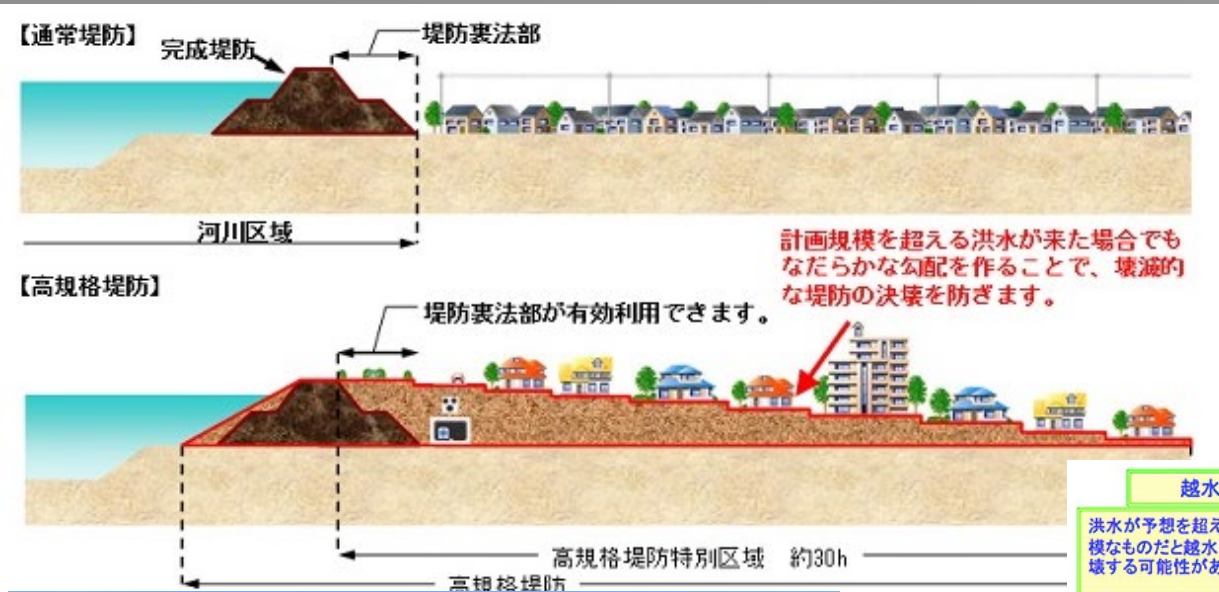 【通常堤防】
完成堤防
堤防裏法部
河川区域
計画規模を超える洪水が来た場合でも
なだらかな勾配を作ることで、壊滅的
な堤防の決壊を防ぎます。
【高規格堤防】
堤防裏法部が有効利用できます。
高規格堤防特別区域 約30h
高規格堤防
越水
洪水が予想を超え
模なものだと越水
壊する可能性があ